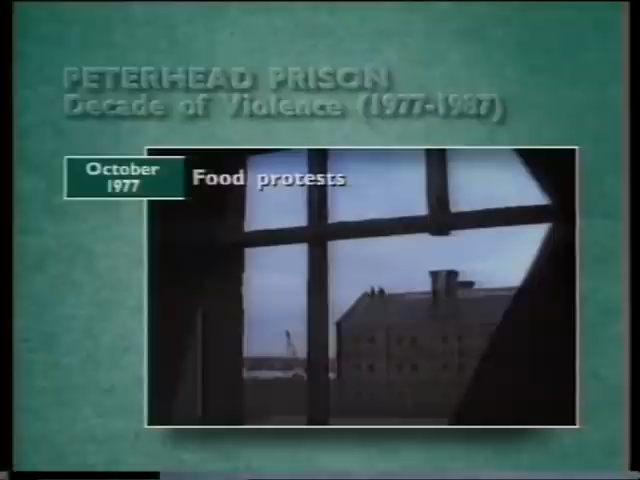 PETERHEAD PRISON
Decade of Violence (1977-1987)
October
1977
Food protests